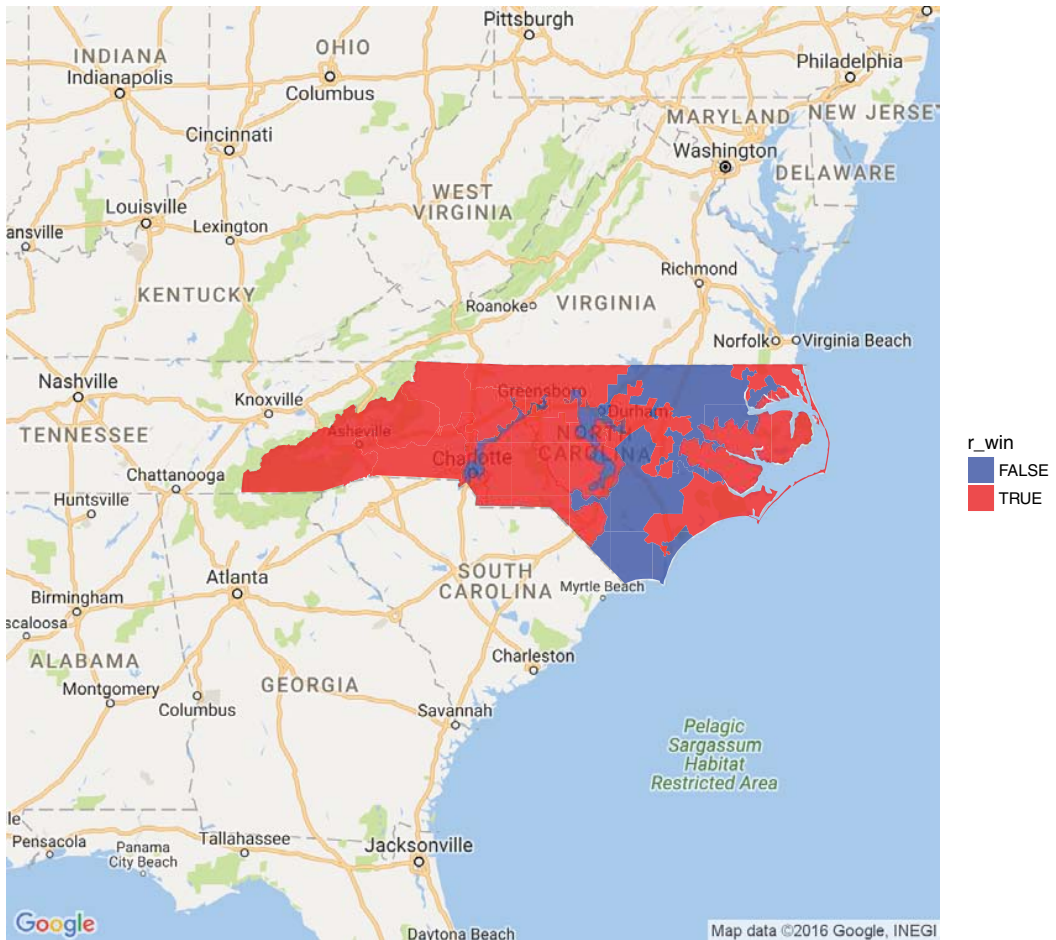 Pittsburgh
OHIO
INDIANA
Indianapolis
Columbus
Philadelphia
MARYLAND
NEW JERSE
Cincinnati
Washington
DELAWARE
WEST
VIRGINIA
Louisville
Lexington
ansville
Richmond
KENTUCKY
Roanoke
VIRGINIA
Norfolk
Virginia Beach
Nashville
Knoxville
Greensboro
Durham
TENNESSEE
Asheville
NORTH
CAROLINA
Charlotte
Chattanooga
Huntsville
r_win
FALSE
TRUE
Atlanta
SOUTH
CAROLINA
Myrtle Beach
Birmingham
scaloosa
ALABAMA
Charleston
Montgomery
GEORGIA
Columbus
Savannah
Pelagic
Sargassum
Habitat
Restricted Area
le
Pensacola
Panama
City Beach
Tallahassee
Jacksonville
Google
Daytona Beach
Map data ©2016 Google, INEGI